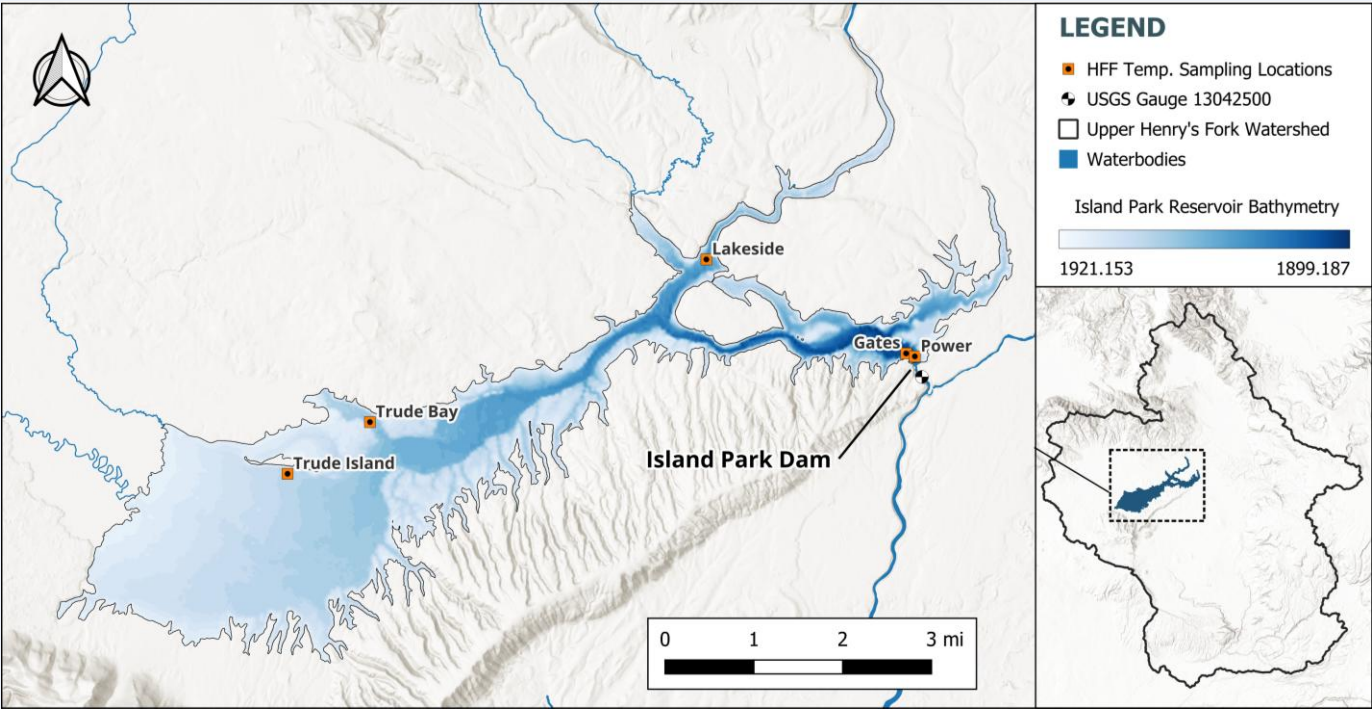 LEGEND
HFF Temp. Sampling Locations
USGS Gauge 13042500
Upper Henry's Fork Watershed
Waterbodies
Island Park Reservoir Bathymetry
1921.153 1899.187
Lakeside
Gates Power
Trude Bay
Island Park Dam
Trude Island
0 1 2 3 mi